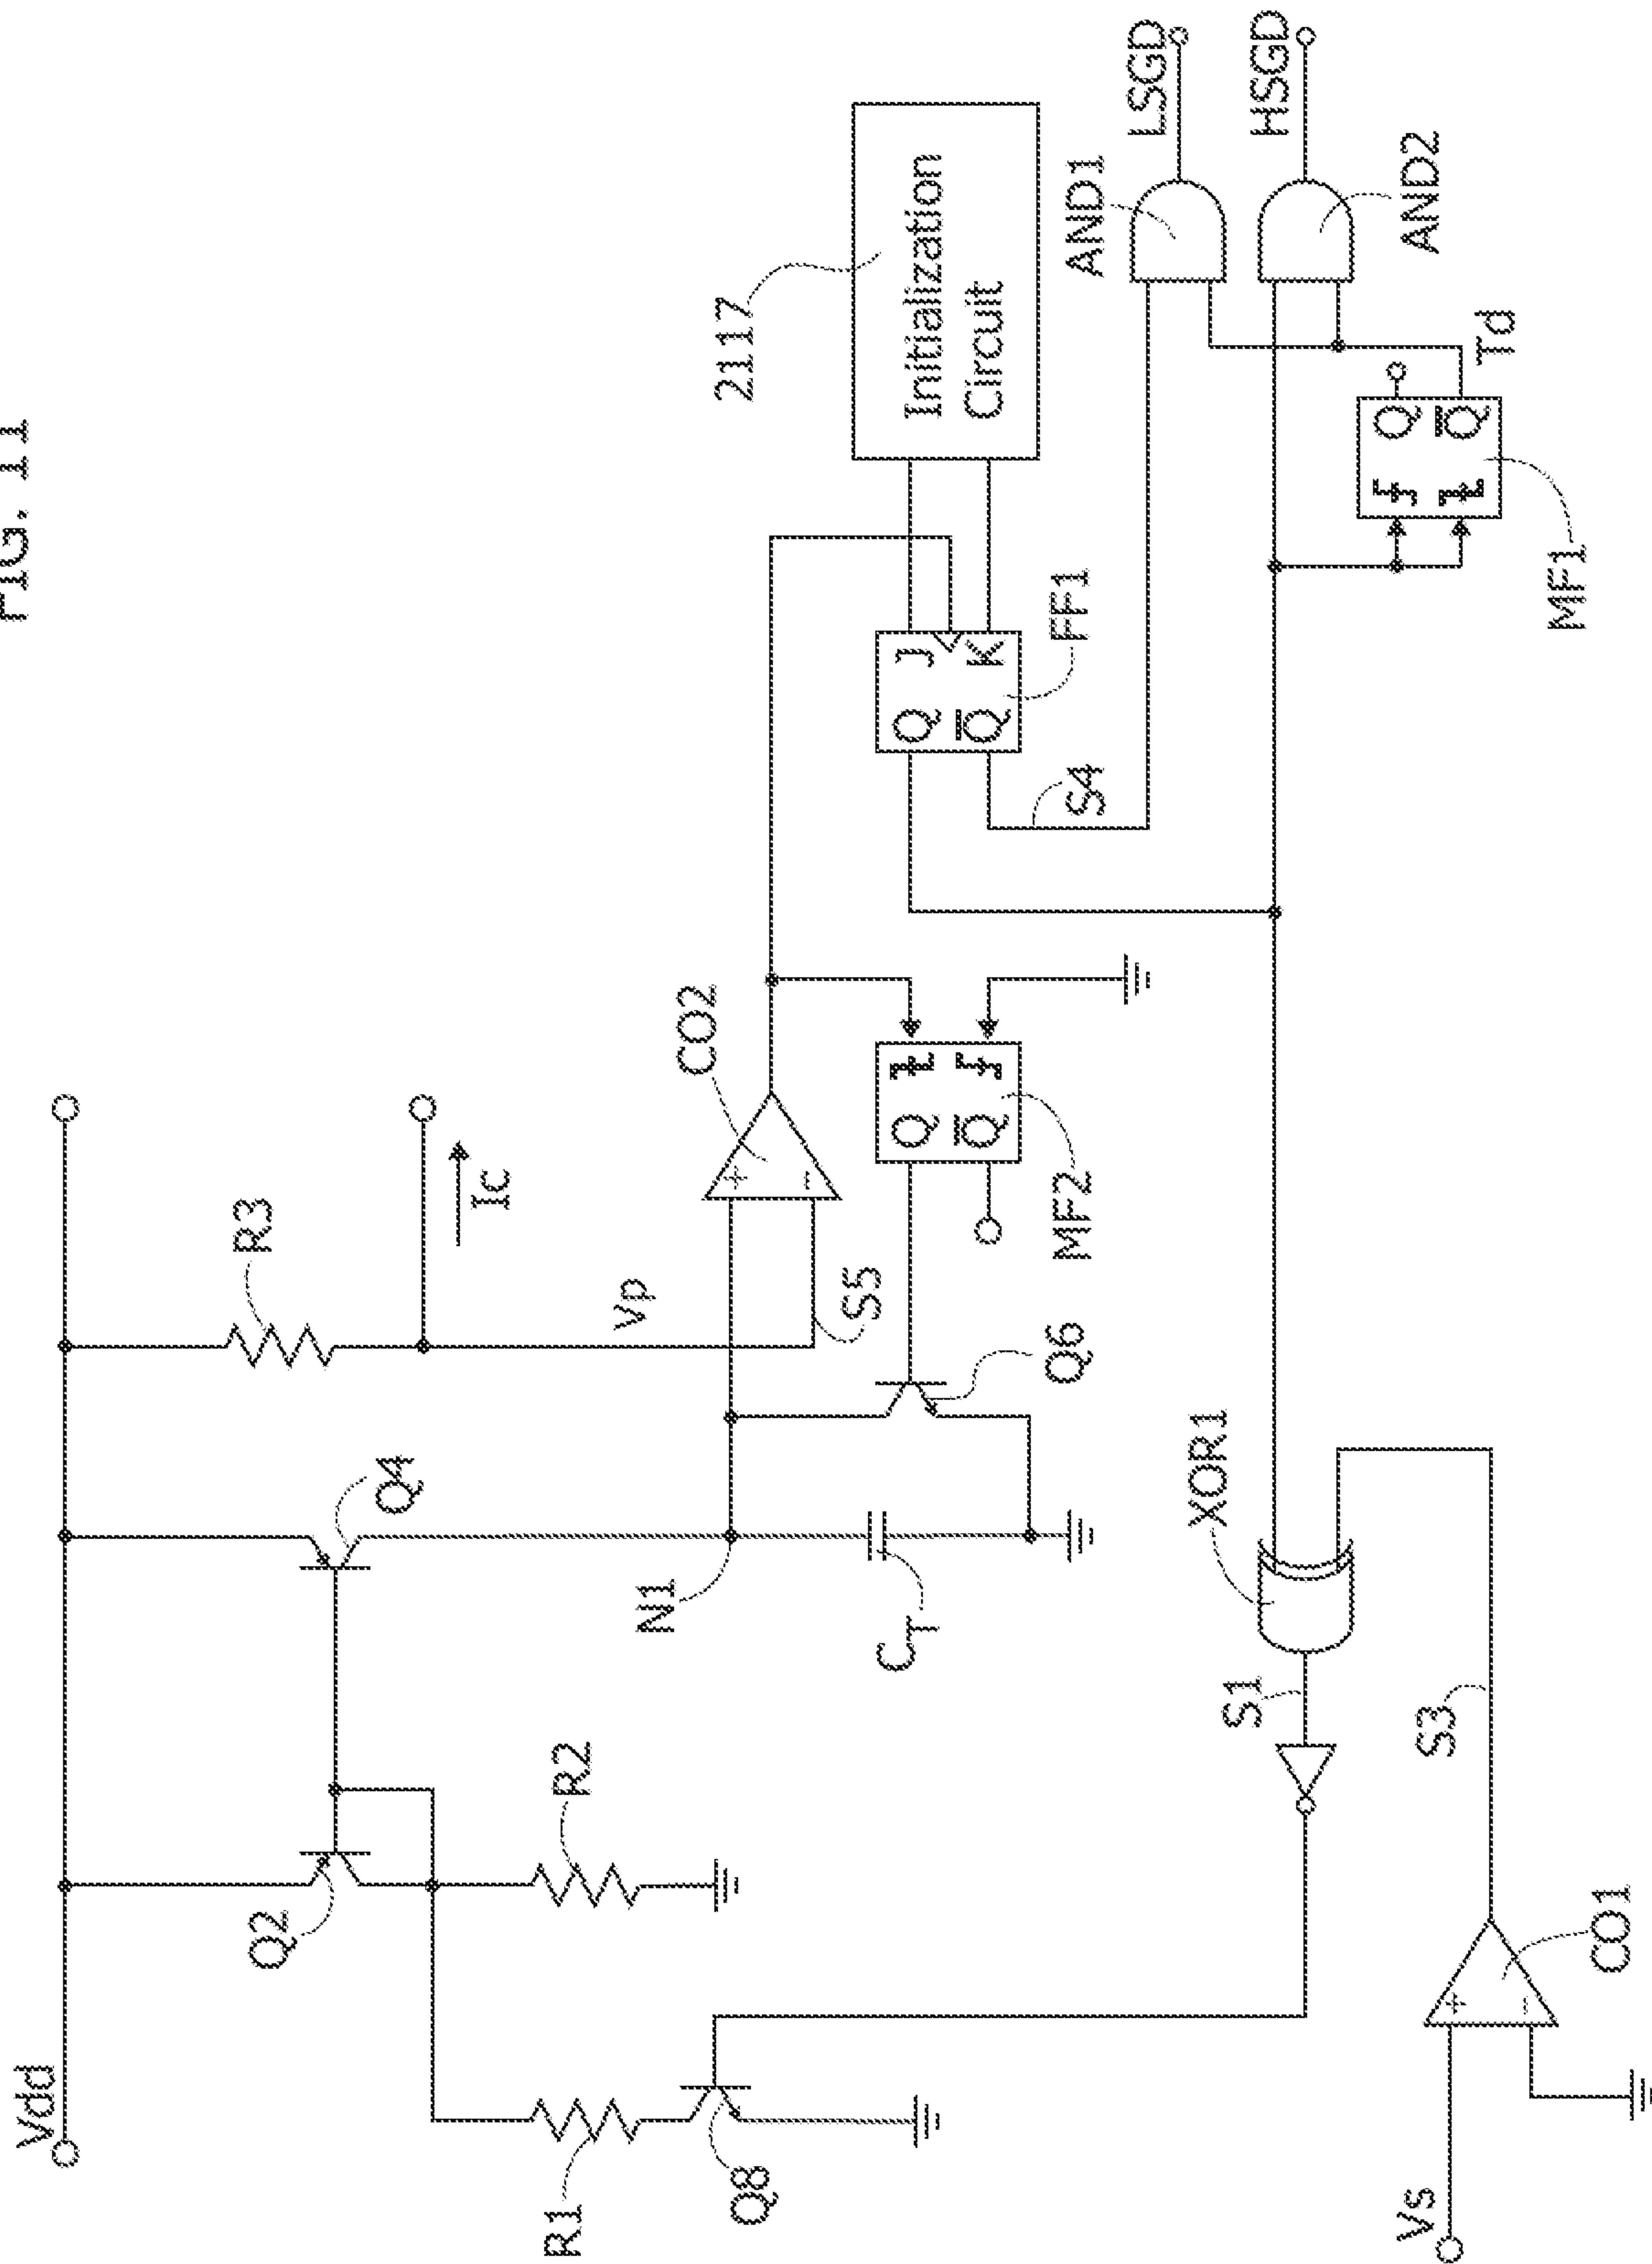 FIG. 11
Vdd
R3
Ic
Q2
Q4
R2
R1
Q8
N1
Vp
CO2
+
−
S5
C_T
Q6
MF2
Q
Q̅
2117
Initialization
Circuit
J
K
Q
Q̅
FF1
S4
AND1
LSGD
HSGD
AND2
XOR1
S1
S3
Q
Q̅
Td
MF1
Vs
+
−
CO1